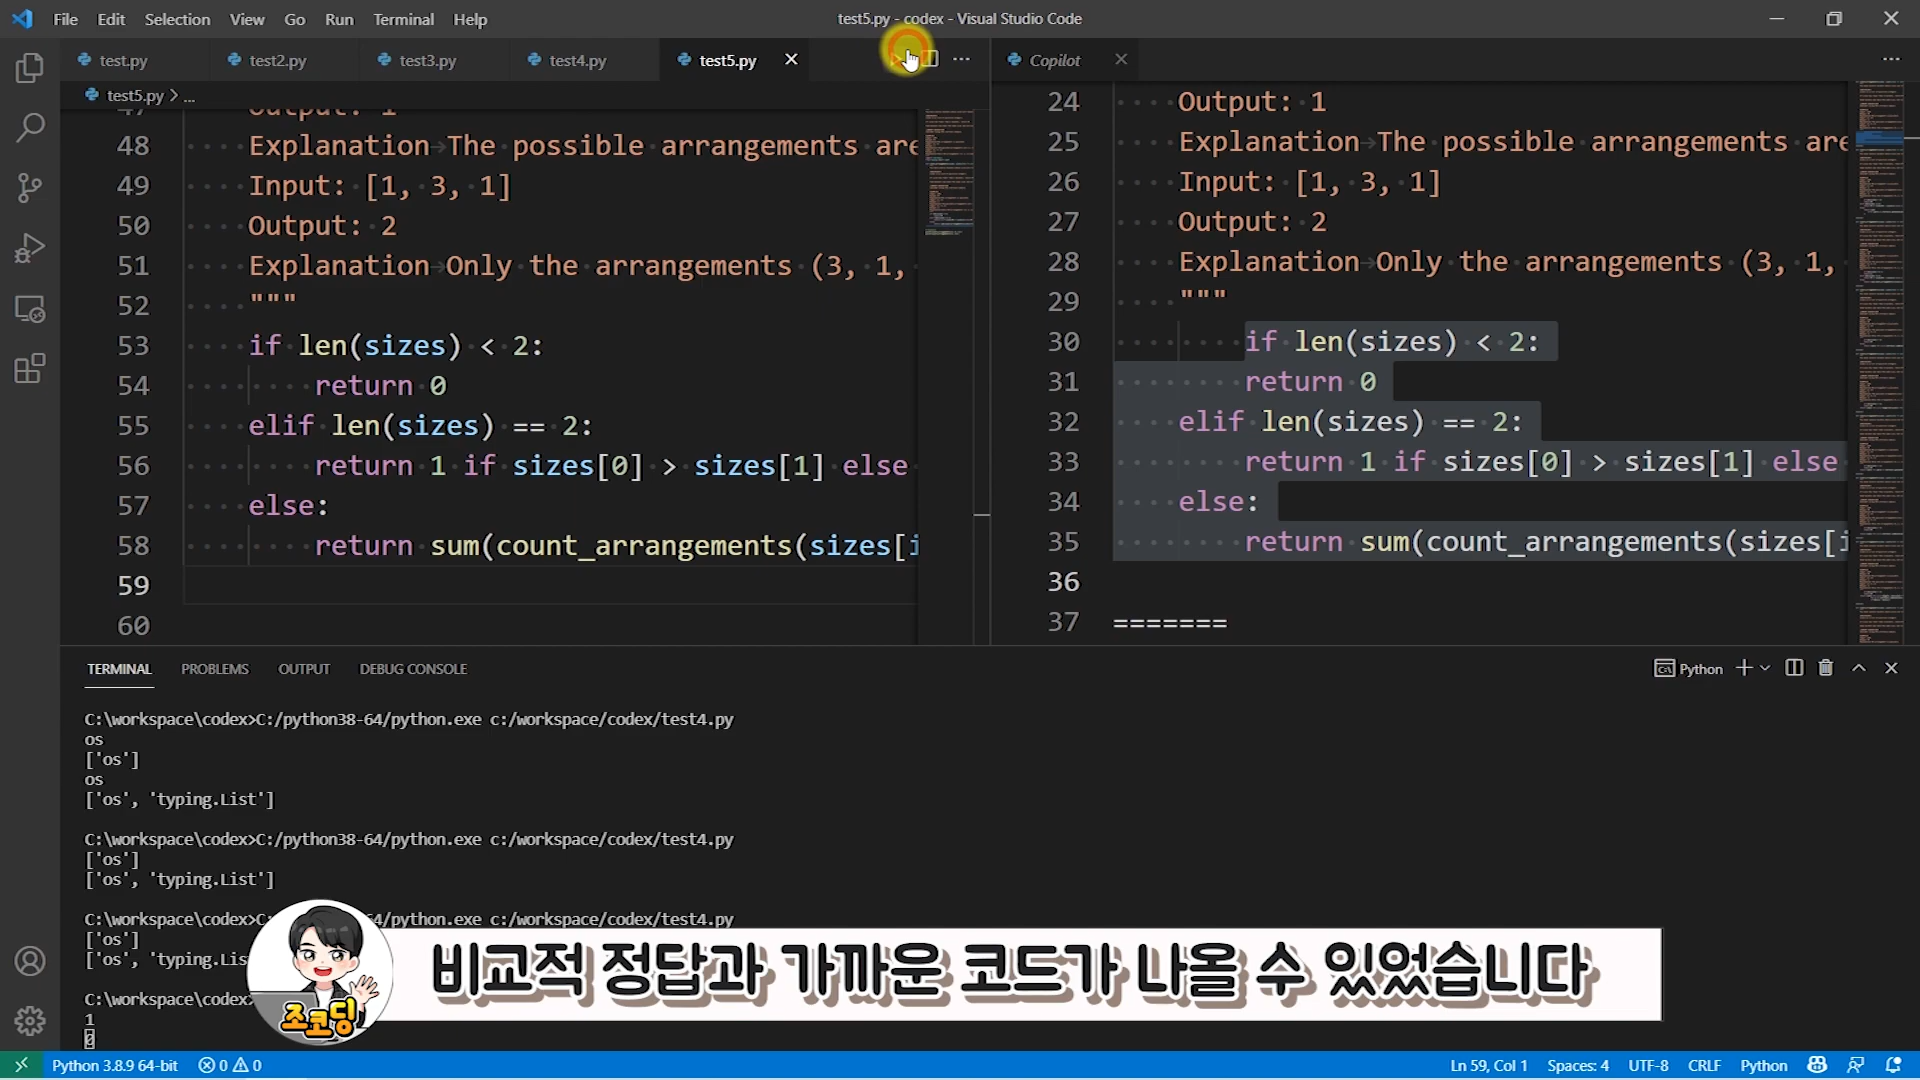 File Edit Selection View Go Run Terminal Help
test5.py - codex - Visual Studio Code
test.py
test2.py
test3.py
test4.py
test5.py
Copilot
test5.py > ...
48 Explanation The possible arrangements are
49 Input: [1, 3, 1]
50 Output: 2
51 Explanation Only the arrangements (3, 1,
52 """
53 if len(sizes) < 2:
54 return 0
55 elif len(sizes) == 2:
56 return 1 if sizes[0] > sizes[1] else
57 else:
58 return sum(count_arrangements(sizes[i
59
60
24 Output: 1
25 Explanation The possible arrangements are
26 Input: [1, 3, 1]
27 Output: 2
28 Explanation Only the arrangements (3, 1,
29 """
30 if len(sizes) < 2:
31 return 0
32 elif len(sizes) == 2:
33 return 1 if sizes[0] > sizes[1] else
34 else:
35 return sum(count_arrangements(sizes[i
36
37 =======
TERMINAL PROBLEMS OUTPUT DEBUG CONSOLE
Python
C:\workspace\codex>C:/python38-64/python.exe c:/workspace/codex/test4.py
os
['os']
os
['os', 'typing.List']
C:\workspace\codex>C:/python38-64/python.exe c:/workspace/codex/test4.py
['os']
['os', 'typing.List']
C:\workspace\codex>C:
64/python.exe c:/workspace/codex/test4.py
['os']
['os', 'typing.Lis
C:\workspace\codex>
1
0
조코딩
비교적 정답과 가까운 코드가 나올 수 있었습니다
Python 3.8.9 64-bit 0 0
Ln 59, Col 1 Spaces: 4 UTF-8 CRLF Python